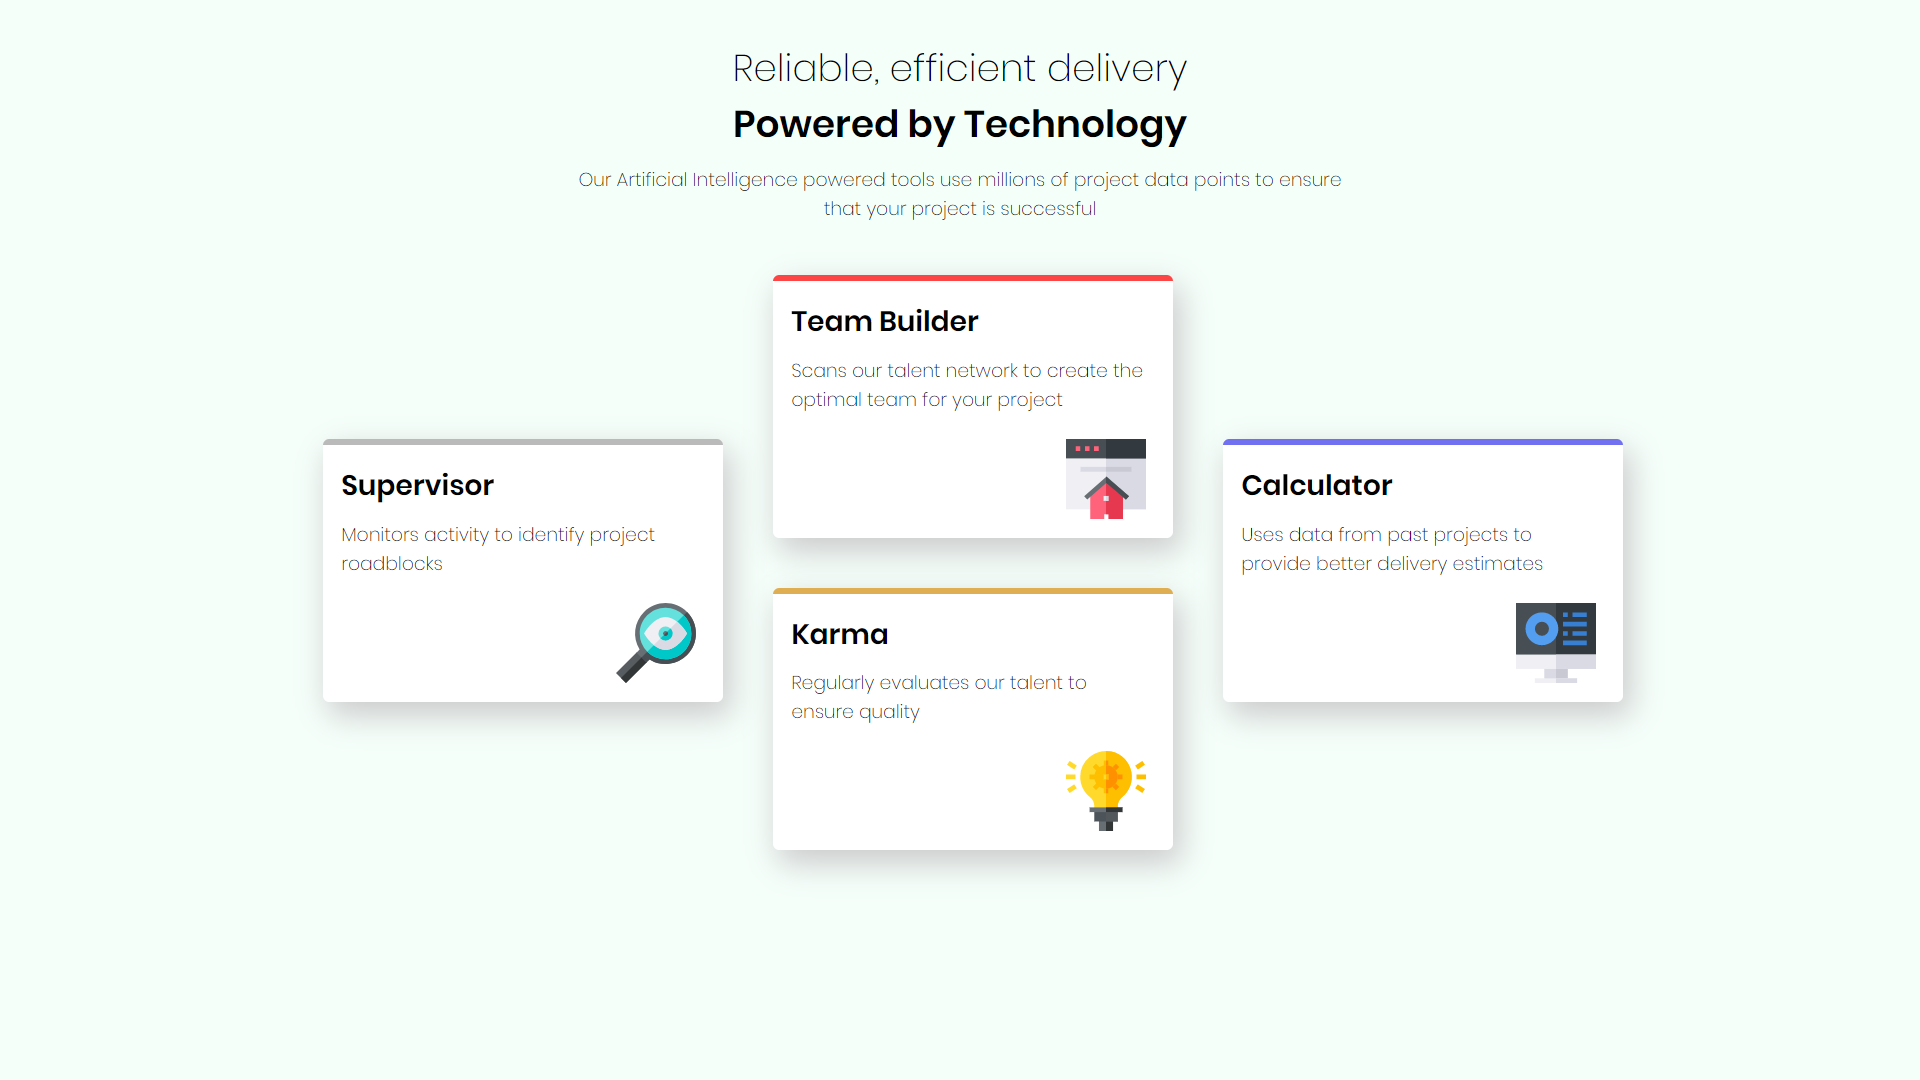 Reliable, efficient delivery
Powered by Technology
Our Artificial Intelligence powered tools use millions of project data points to ensure
that your project is successful
Supervisor
Monitors activity to identify project
roadblocks
Team Builder
Scans our talent network to create the
optimal team for your project
Karma
Regularly evaluates our talent to
ensure quality
Calculator
Uses data from past projects to
provide better delivery estimates